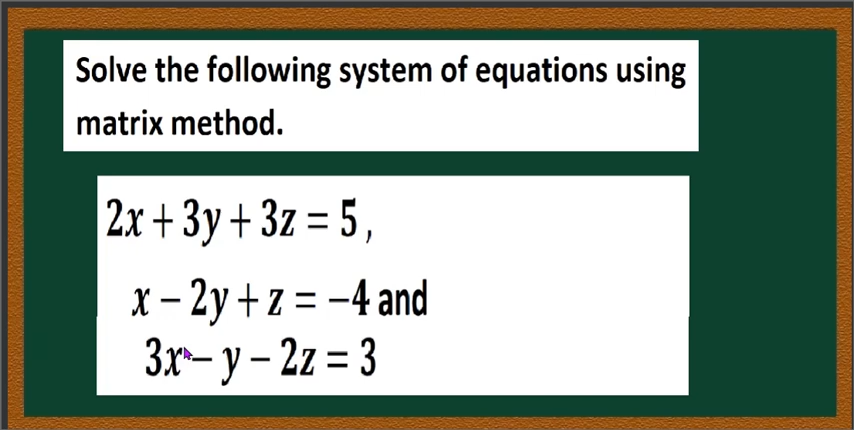 Solve the following system of equations using
matrix method.
2x + 3y + 3z = 5 ,
x − 2y + z = −4 and
3x − y − 2z = 3